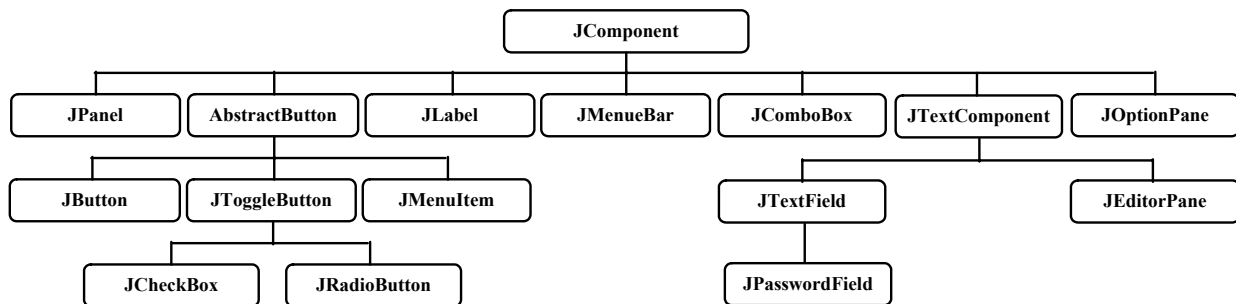 JComponent
JPanel
AbstractButton
JLabel
JMenueBar
JComboBox
JTextComponent
JOptionPane
JButton
JToggleButton
JMenuItem
JTextField
JEditorPane
JCheckBox
JRadioButton
JPasswordField